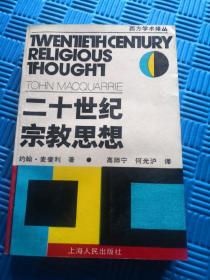 西方学术译丛
TWENTIETH CENTURY
RELIGIOUS
THOUGHT
JOHN MACQUARRIE
二十世纪
宗教思想
约翰·麦奎利 著 ● 高师宁 何光沪 译
上海人民出版社